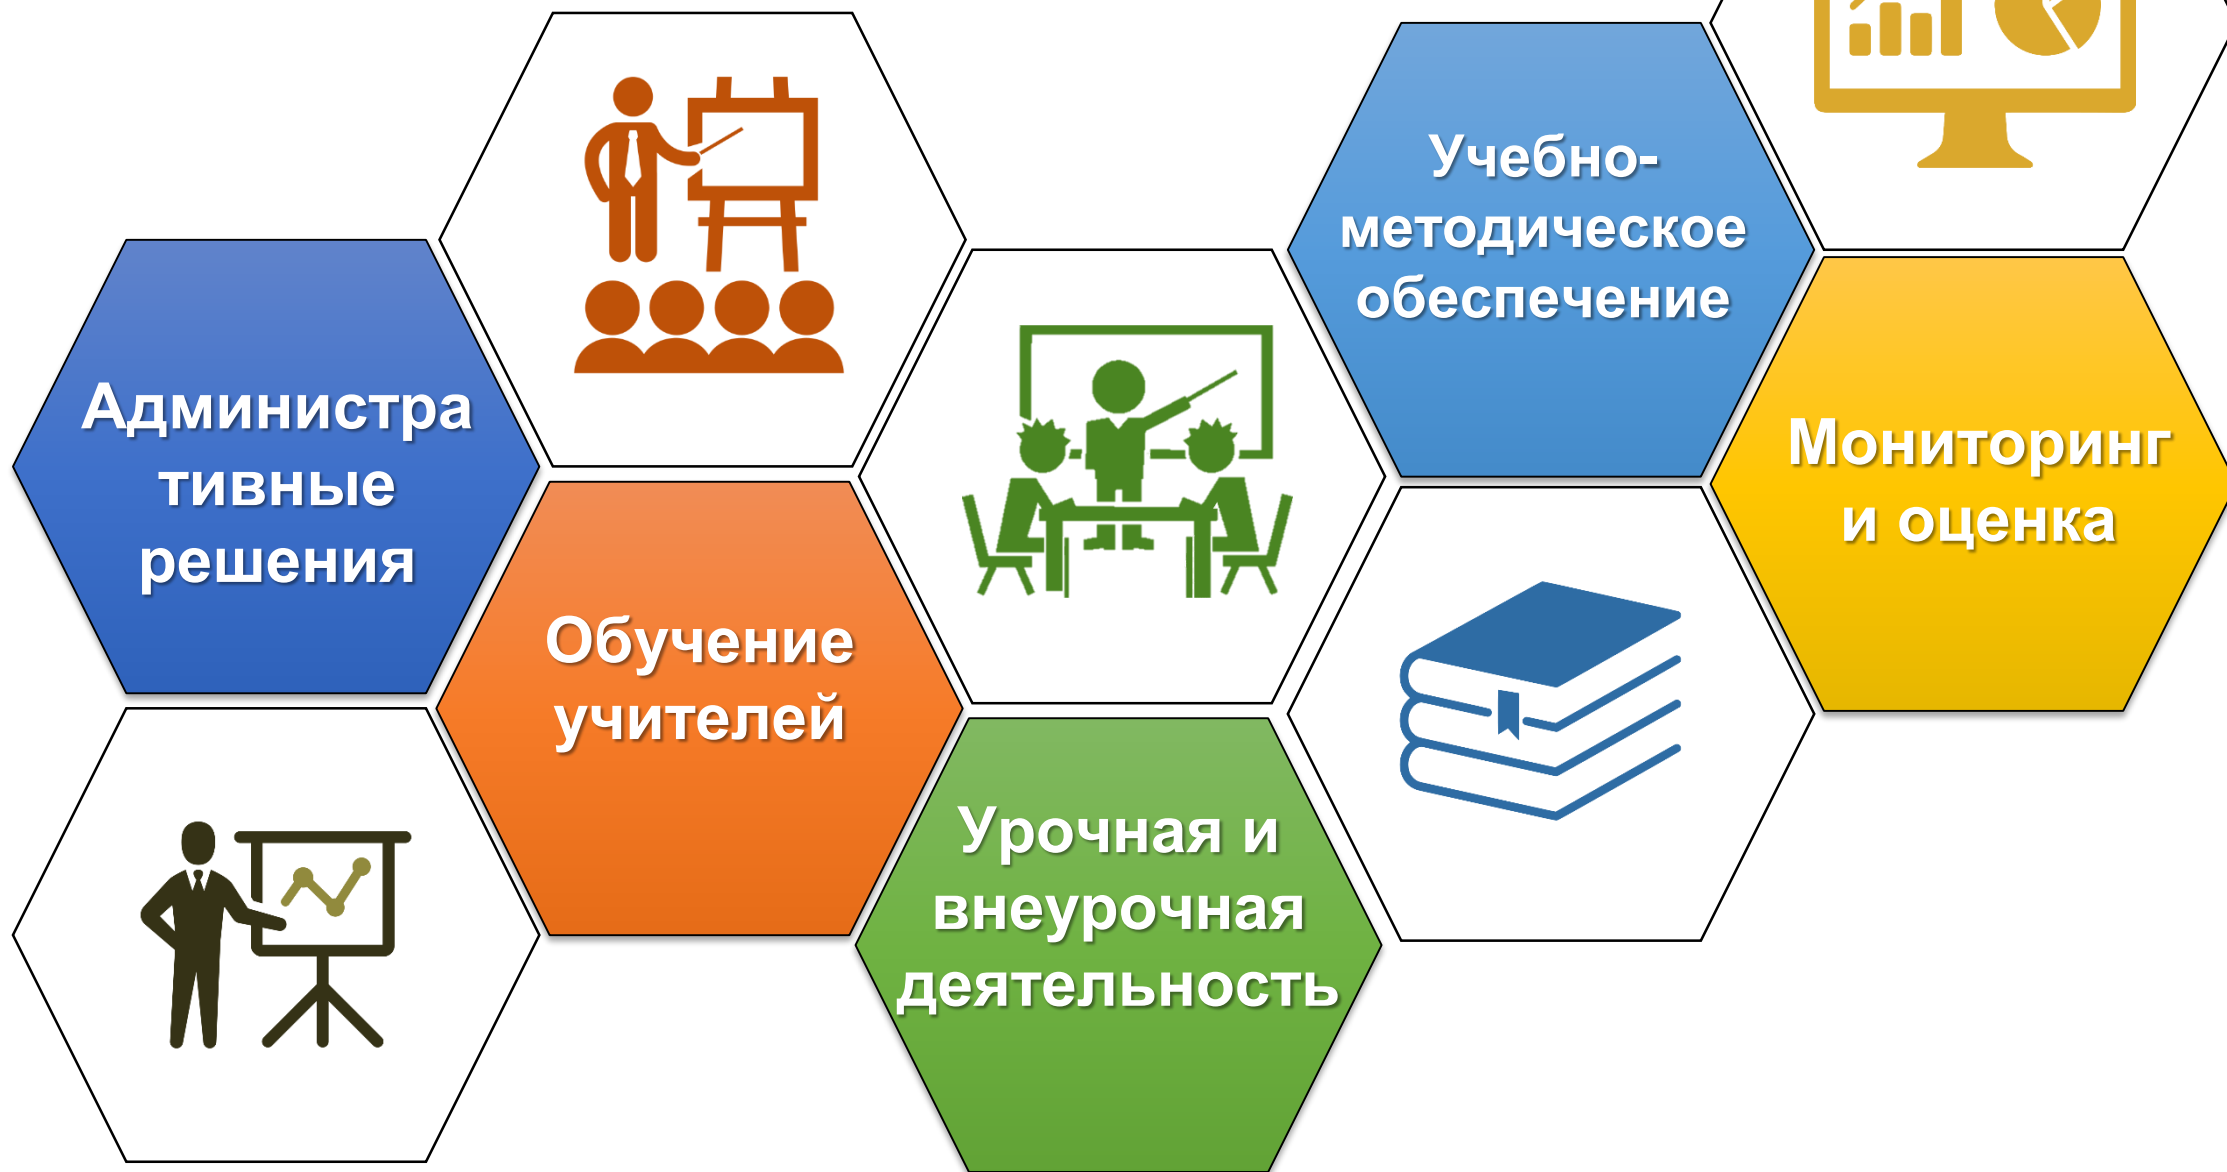 Администра
тивные
решения
Обучение
учителей
Урочная и
внеурочная
деятельность
Учебно-
методическое
обеспечение
Мониторинг
и оценка